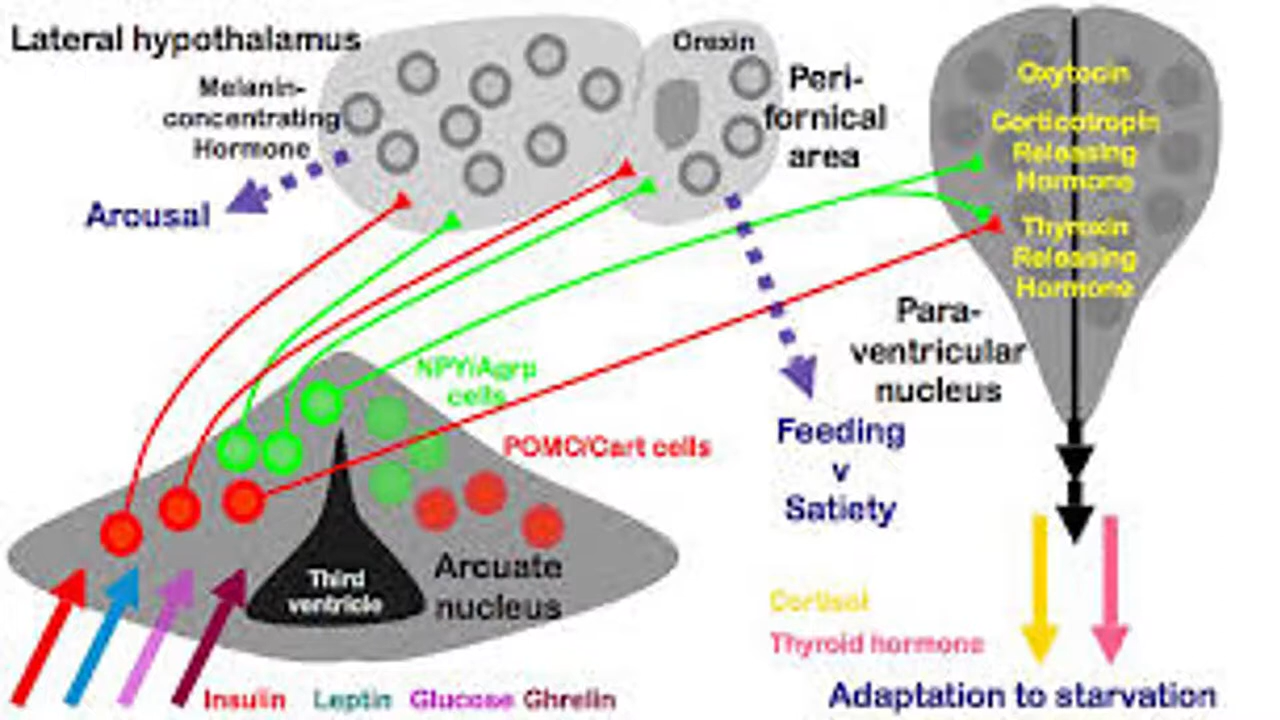 Lateral hypothalamus
Melanin-
concentrating
Hormone
Arousal
Orexin
Peri-
fornical
area
Oxytocin
Corticotropin
Releasing
Hormone
Thyroxin
Releasing
Hormone
Para-
ventricular
nucleus
NPY/Agrp
cells
POMC/Cart cells
Feeding
v
Satiety
Arcuate
nucleus
Third
ventricle
Cortisol
Thyroid hormone
Insulin Leptin Glucose Ghrelin
Adaptation to starvation